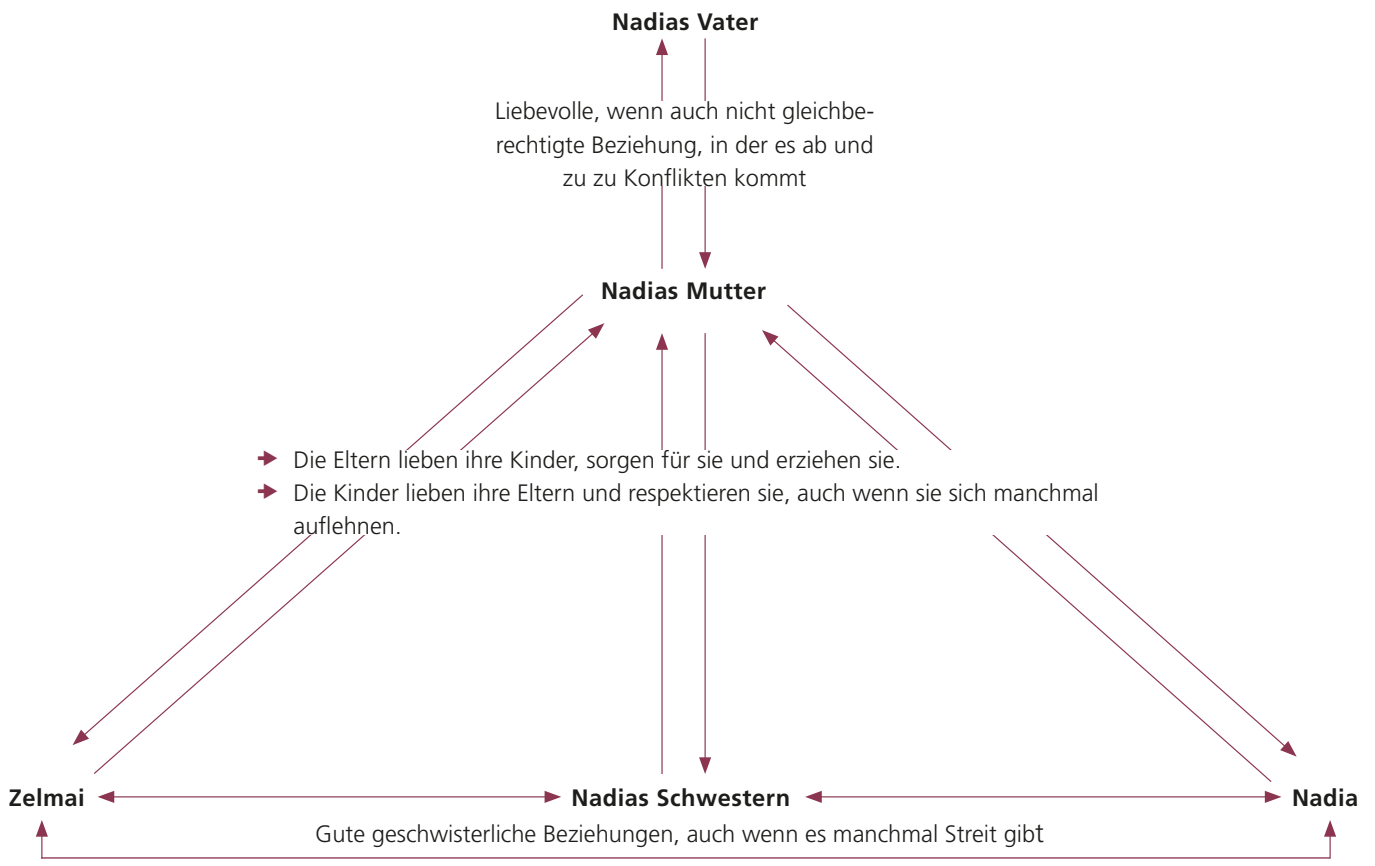 Nadias Vater
Liebevolle, wenn auch nicht gleichbe-
rechtigte Beziehung, in der es ab und
zu zu Konflikten kommt
Nadias Mutter
Die Eltern lieben ihre Kinder, sorgen für sie und erziehen sie.
Die Kinder lieben ihre Eltern und respektieren sie, auch wenn sie sich manchmal
auflehnen.
Zelmai Nadias Schwestern Nadia
Gute geschwisterliche Beziehungen, auch wenn es manchmal Streit gibt